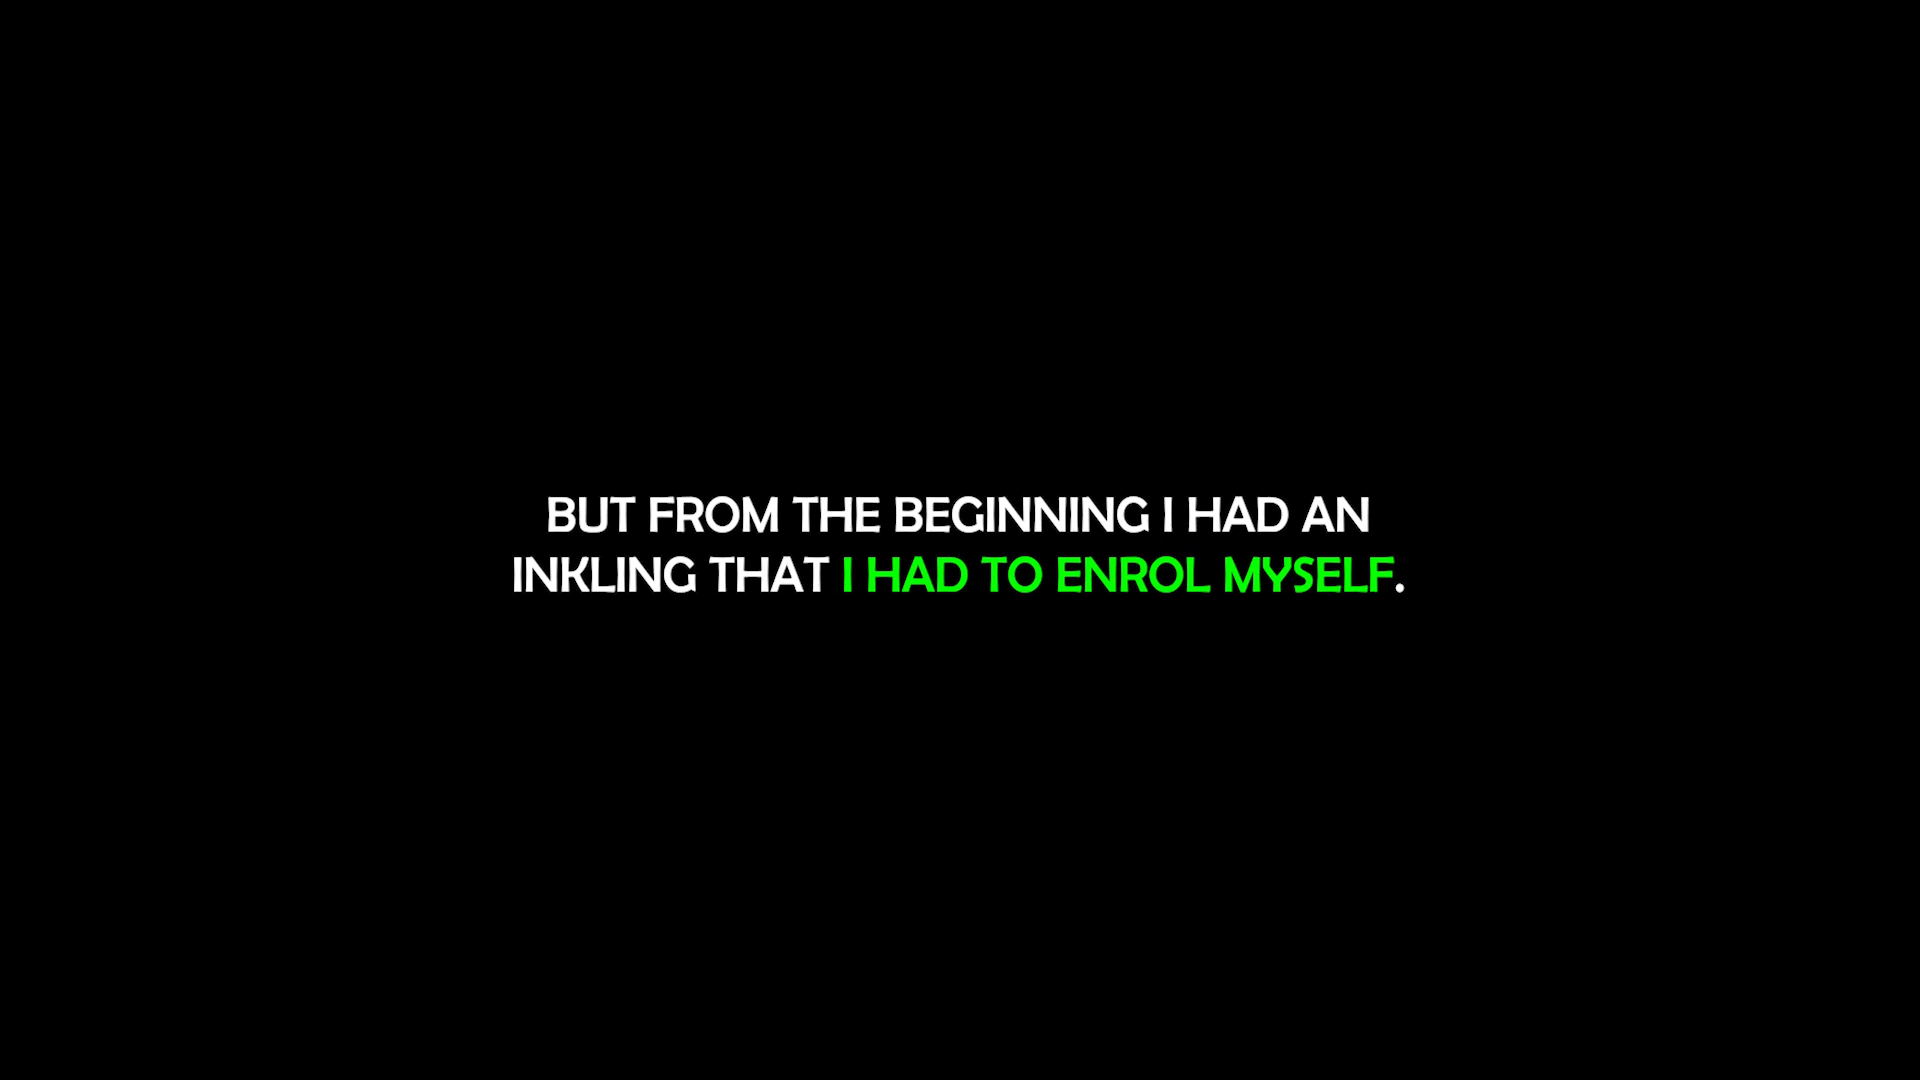 BUT FROM THE BEGINNING I HAD AN
INKLING THAT I HAD TO ENROL MYSELF.